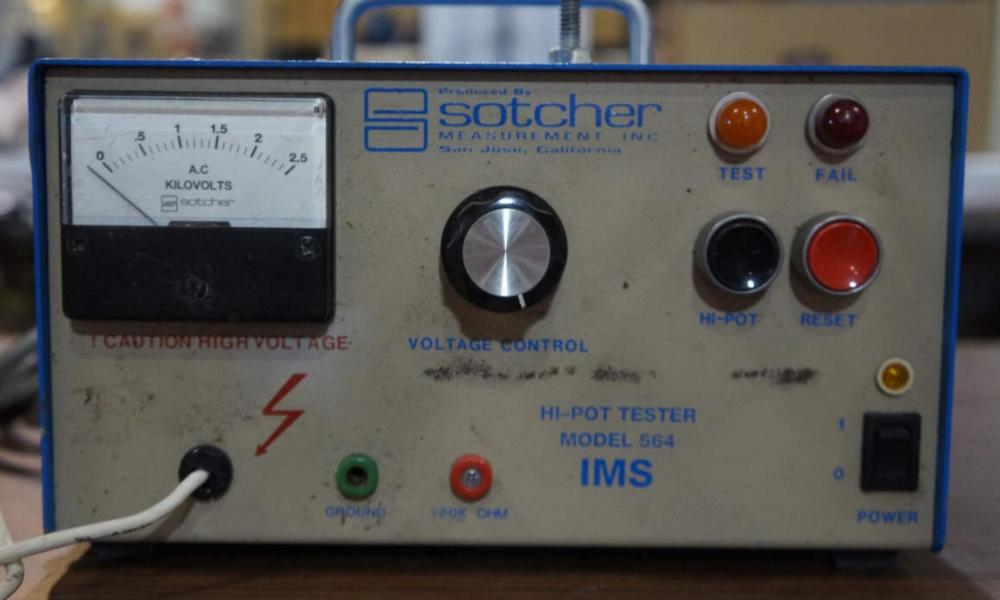 Produced By
sotcher
MEASUREMENT INC
San Jose, California
0 .5 1 1.5 2 2.5
A.C
KILOVOLTS
sotcher
TEST
FAIL
HI-POT
RESET
! CAUTION HIGH VOLTAGE
VOLTAGE CONTROL
HI-POT TESTER
MODEL 564
IMS
1
0
GROUND
120K OHM
POWER